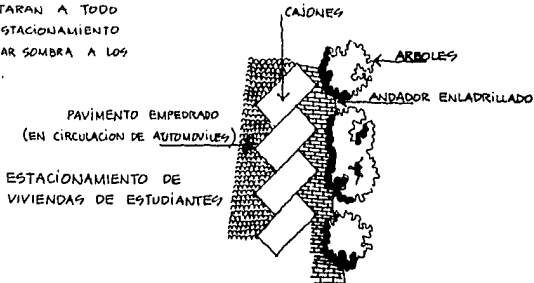 TARAN A TODO
STACIONAMIENTO
AR SOMBRA A LOS
.
CAJONES
ARBOLES
ANDADOR ENLADRILLADO
PAVIMENTO EMPEDRADO
(EN CIRCULACION DE AUTOMOVILES)
ESTACIONAMIENTO DE
VIVIENDAS DE ESTUDIANTES